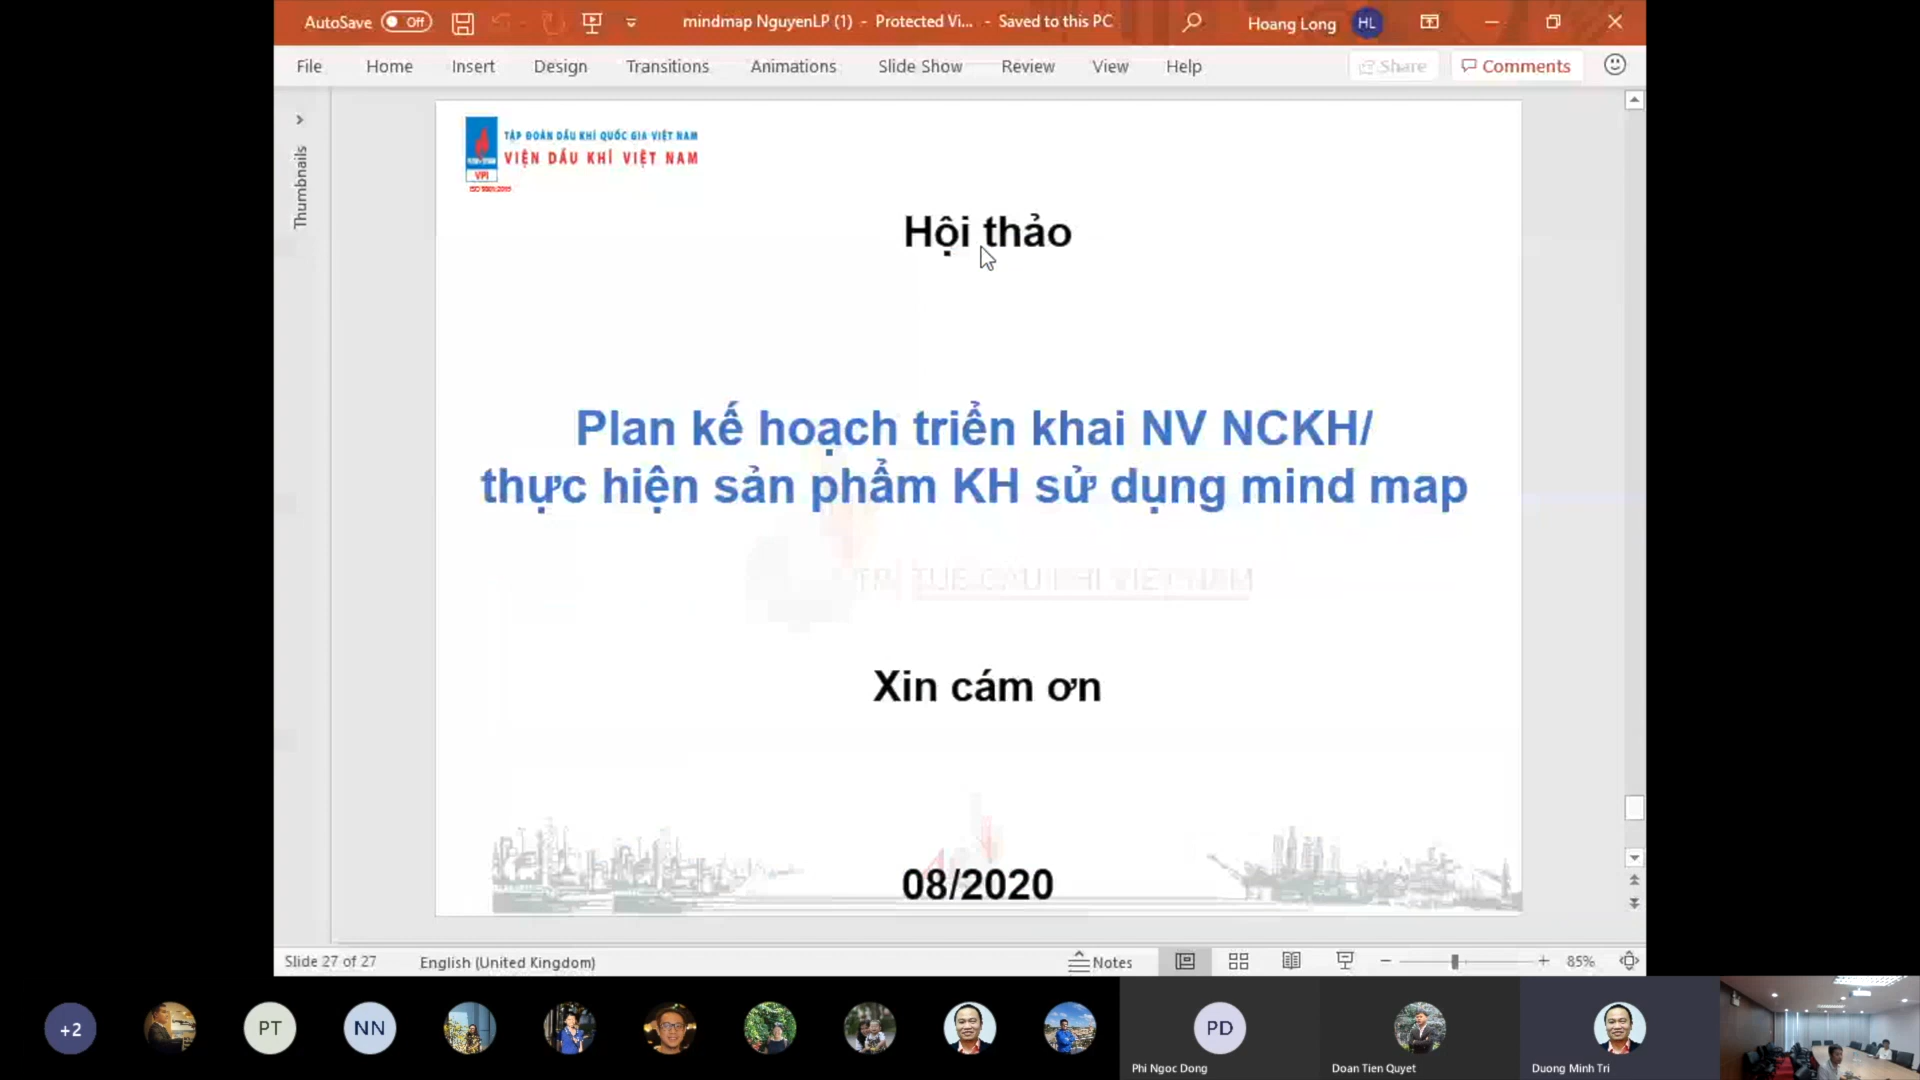 AutoSave Off
mindmap NguyenLP (1) - Protected Vi... - Saved to this PC
Hoang Long HL
File Home Insert Design Transitions Animations Slide Show Review View Help
Share Comments
Thumbnails
TẬP ĐOÀN DẦU KHÍ QUỐC GIA VIỆT NAM
VIỆN DẦU KHÍ VIỆT NAM
VPI
ISO 9001:2015
Hội thảo
Plan kế hoạch triển khai NV NCKH/
thực hiện sản phẩm KH sử dụng mind map
Xin cám ơn
08/2020
Slide 27 of 27 English (United Kingdom) Notes 85%
+2 PT NN PD
Phi Ngoc Dong Doan Tien Quyet Duong Minh Tri